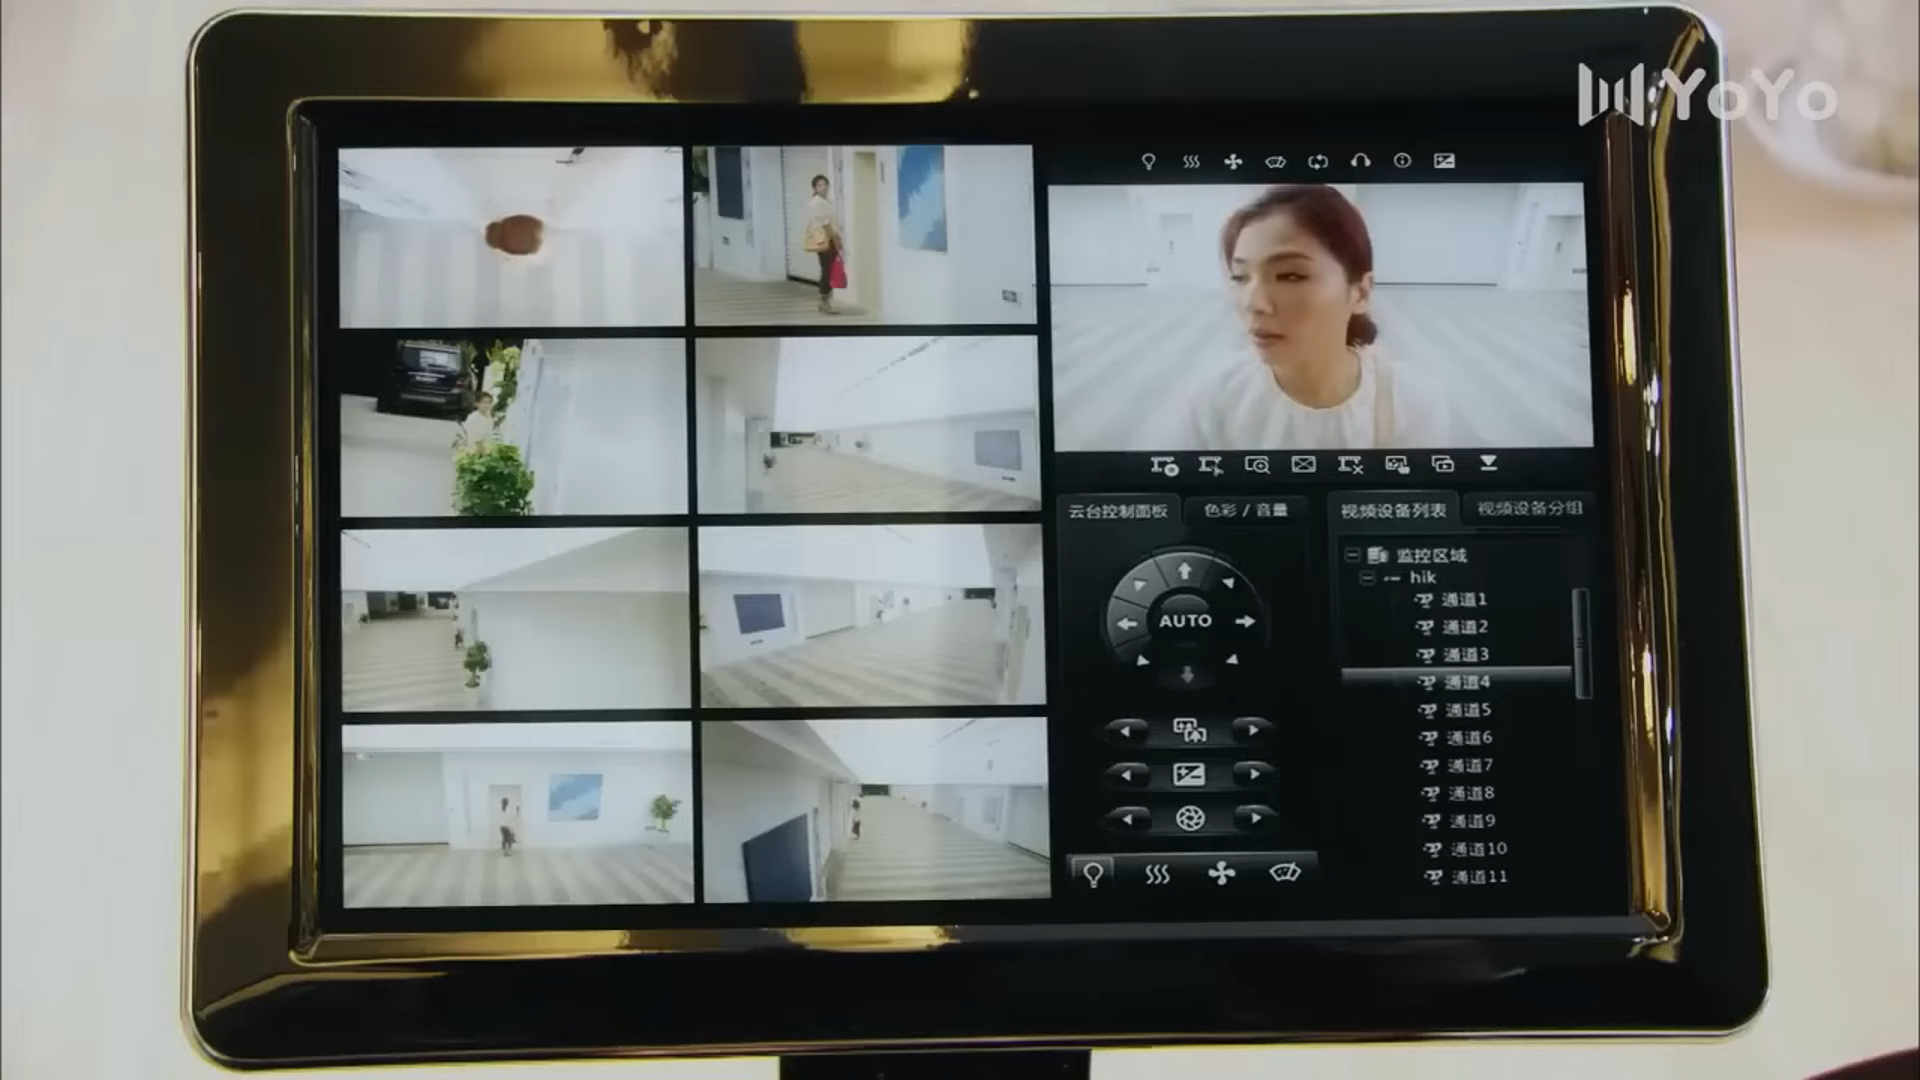 YoYo
云台控制面板
色彩 / 音量
视频设备列表
视频设备分组
监控区域
hik
AUTO
通道1
通道2
通道3
通道4
通道5
通道6
通道7
通道8
通道9
通道10
通道11